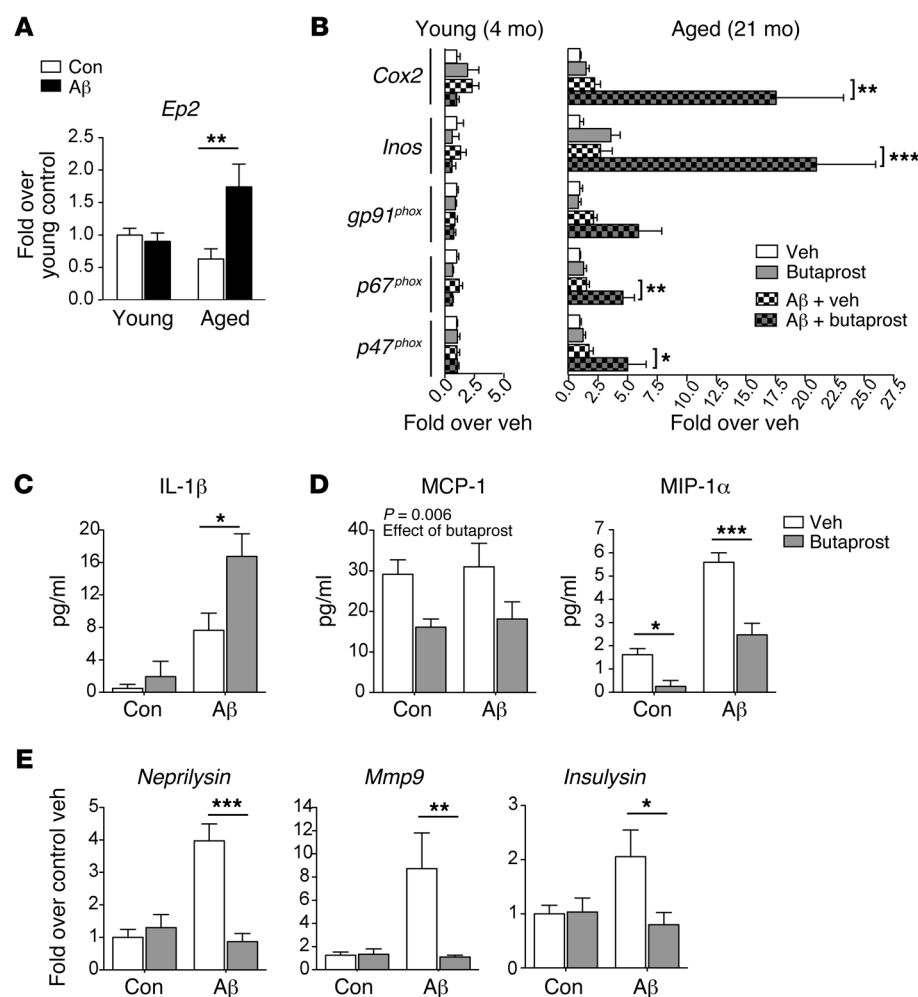 A
Con
Aβ
Ep2
Fold over
young control
2.5
2.0
1.5
1.0
0.5
0.0
**
Young
Aged
B
Young (4 mo)
Aged (21 mo)
Cox2
Inos
gp91phox
p67phox
p47phox
**
***
**
*
Veh
Butaprost
Aβ + veh
Aβ + butaprost
0.0 2.5 5.0
Fold over veh
0.0 2.5 5.0 7.5 10.0 12.5 15.0 17.5 20.0 22.5 25.0 27.5
Fold over veh
C
IL-1β
pg/ml
20
16
12
8
4
0
*
Con
Aβ
D
MCP-1
P = 0.006
Effect of butaprost
pg/ml
40
30
20
10
0
Con
Aβ
MIP-1α
pg/ml
7
6
5
4
3
2
1
0
*
***
Con
Aβ
Veh
Butaprost
E
Fold over control veh
Neprilysin
5
4
3
2
1
0
***
Con
Aβ
Mmp9
14
12
10
8
6
4
2
0
**
Con
Aβ
Insulysin
3
2
1
0
*
Con
Aβ